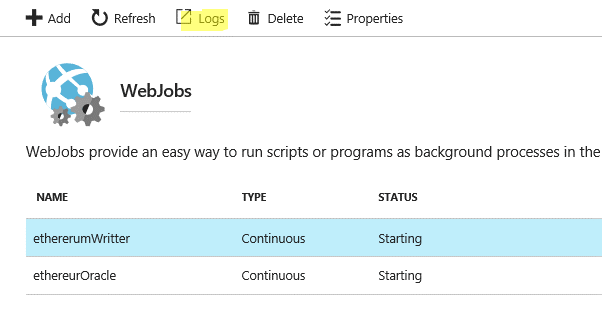 Add Refresh Logs Delete Properties
WebJobs
WebJobs provide an easy way to run scripts or programs as background processes in the
NAME TYPE STATUS
ethererumWritter Continuous Starting
ethereurOracle Continuous Starting